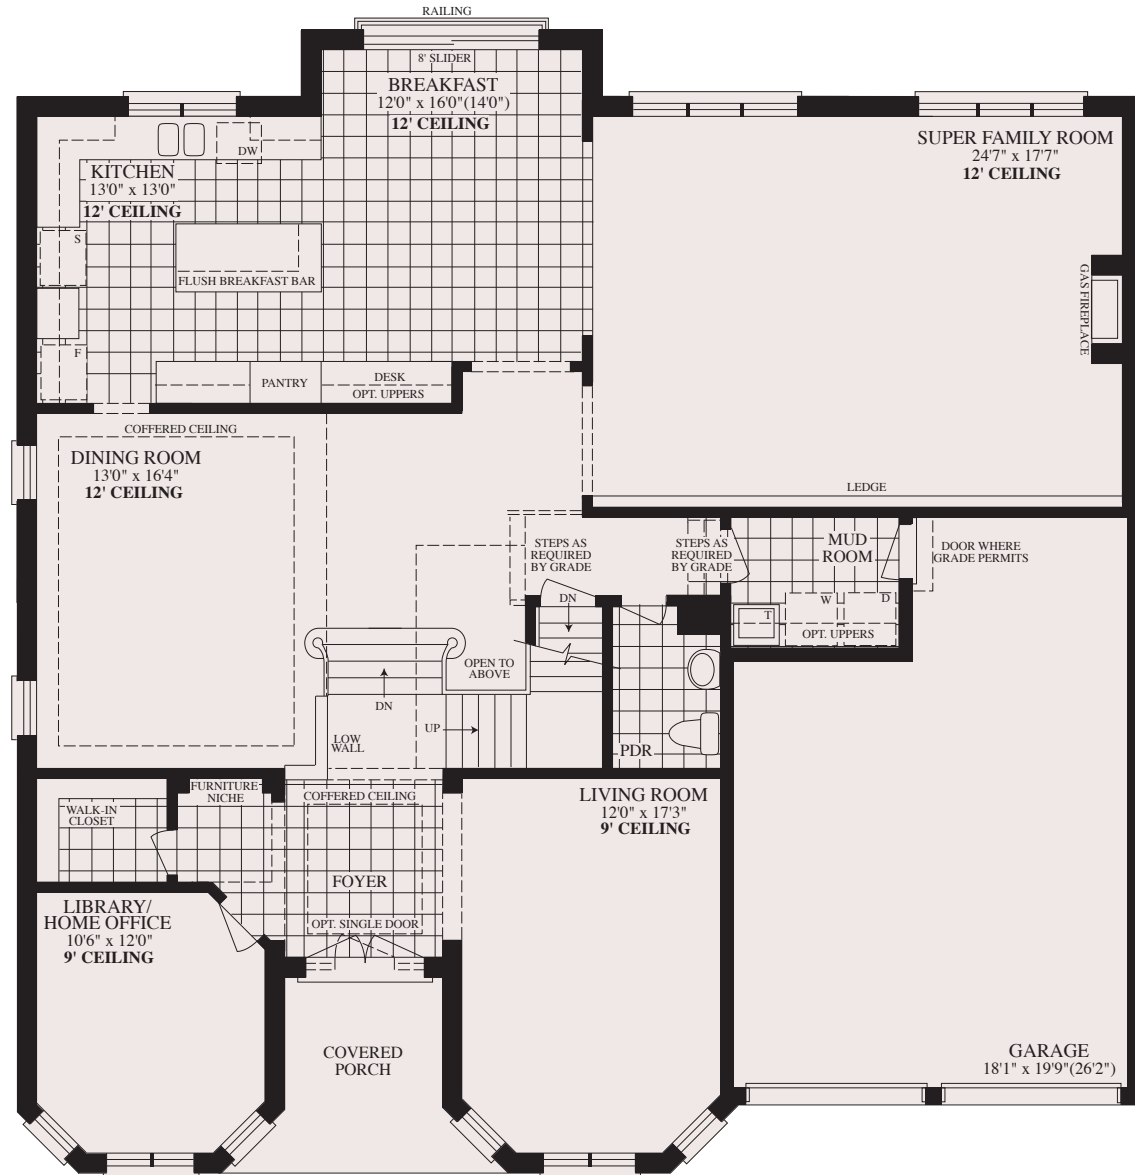 RAILING
8' SLIDER
BREAKFAST
12'0" x 16'0"(14'0")
12' CEILING
SUPER FAMILY ROOM
24'7" x 17'7"
12' CEILING
DW
KITCHEN
13'0" x 13'0"
12' CEILING
S
FLUSH BREAKFAST BAR
GAS FIREPLACE
F
PANTRY
DESK
OPT. UPPERS
COFFERED CEILING
DINING ROOM
13'0" x 16'4"
12' CEILING
LEDGE
STEPS AS
REQUIRED
BY GRADE
STEPS AS
REQUIRED
BY GRADE
MUD
ROOM
DOOR WHERE
GRADE PERMITS
DN
W
D
T
OPT. UPPERS
OPEN TO
ABOVE
DN
UP
LOW
WALL
PDR
FURNITURE
NICHE
COFFERED CEILING
WALK-IN
CLOSET
LIVING ROOM
12'0" x 17'3"
9' CEILING
FOYER
OPT. SINGLE DOOR
LIBRARY/
HOME OFFICE
10'6" x 12'0"
9' CEILING
COVERED
PORCH
GARAGE
18'1" x 19'9"(26'2")